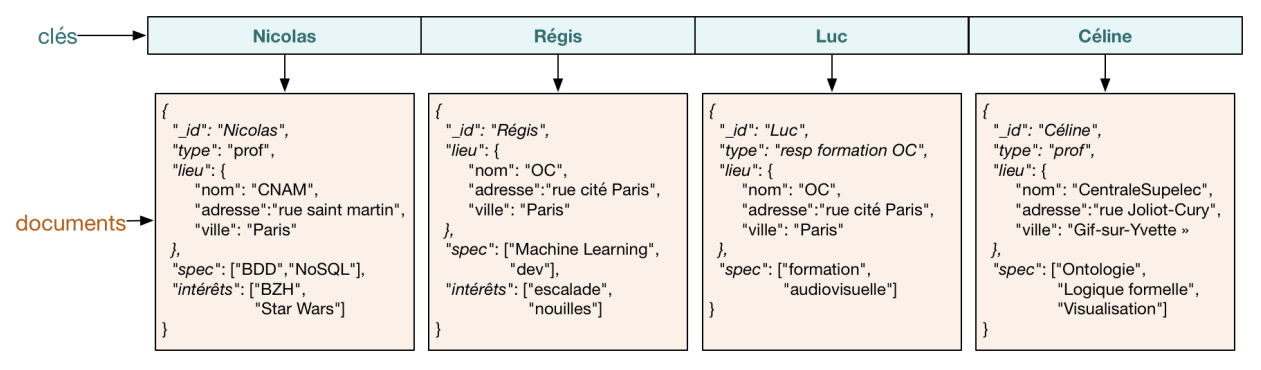 clés
Nicolas
Régis
Luc
Céline
documents
{
"_id": "Nicolas",
"type": "prof",
"lieu": {
"nom": "CNAM",
"adresse":"rue saint martin",
"ville": "Paris"
},
"spec": ["BDD","NoSQL"],
"intérêts": ["BZH",
"Star Wars"]
}
{
"_id": "Régis",
"lieu": {
"nom": "OC",
"adresse":"rue cité Paris",
"ville": "Paris"
},
"spec": ["Machine Learning",
"dev"],
"intérêts": ["escalade",
"nouilles"]
}
{
"_id": "Luc",
"type": "resp formation OC",
"lieu": {
"nom": "OC",
"adresse":"rue cité Paris",
"ville": "Paris"
},
"spec": ["formation",
"audiovisuelle"]
}
{
"_id": "Céline",
"type": "prof",
"lieu": {
"nom": "CentraleSupelec",
"adresse":"rue Joliot-Cury",
"ville": "Gif-sur-Yvette »
},
"spec": ["Ontologie",
"Logique formelle",
"Visualisation"]
}